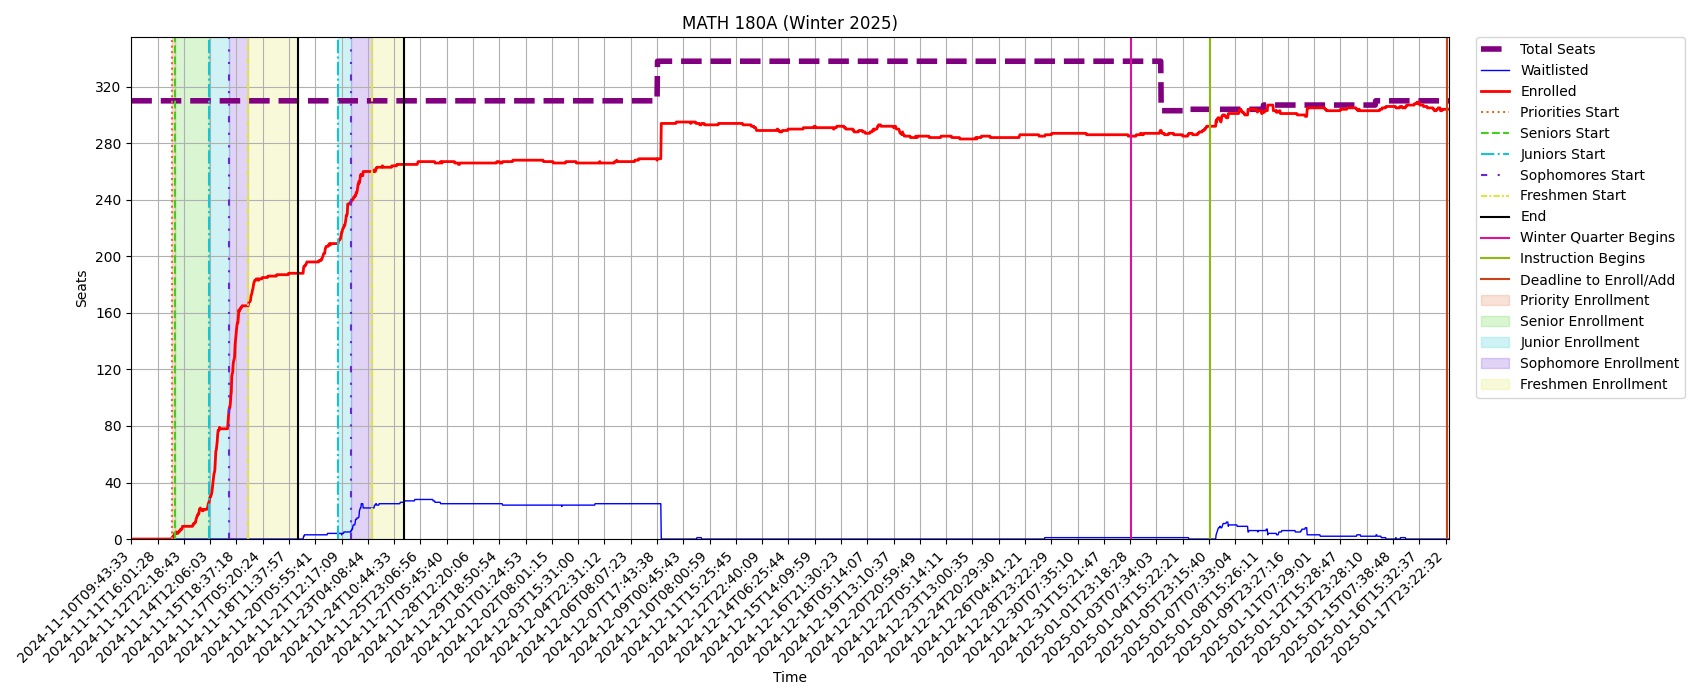 MATH 180A (Winter 2025)
Seats
320
280
240
200
160
120
80
40
0
2024-11-10T09:43:33
2024-11-11T16:01:28
2024-11-12T22:18:43
2024-11-14T12:06:03
2024-11-15T18:37:18
2024-11-17T05:20:24
2024-11-18T11:37:57
2024-11-20T05:55:41
2024-11-21T12:17:09
2024-11-23T04:08:44
2024-11-24T10:44:33
2024-11-25T23:06:56
2024-11-27T05:45:40
2024-11-28T12:20:06
2024-11-29T18:50:54
2024-12-01T01:24:53
2024-12-02T08:01:15
2024-12-03T15:31:00
2024-12-04T22:31:12
2024-12-06T08:07:23
2024-12-07T17:43:38
2024-12-09T00:45:43
2024-12-10T08:00:59
2024-12-11T15:25:45
2024-12-12T22:40:09
2024-12-14T06:25:44
2024-12-15T14:09:59
2024-12-16T21:30:23
2024-12-18T05:14:07
2024-12-19T13:10:37
2024-12-20T20:59:49
2024-12-22T05:14:11
2024-12-23T13:00:35
2024-12-24T20:29:30
2024-12-26T04:41:21
2024-12-28T23:22:29
2024-12-30T07:35:10
2024-12-31T15:21:47
2025-01-01T23:18:28
2025-01-03T07:34:03
2025-01-04T15:22:21
2025-01-05T23:15:40
2025-01-07T07:33:04
2025-01-08T15:26:11
2025-01-09T23:27:16
2025-01-11T07:29:01
2025-01-12T15:28:47
2025-01-13T23:28:10
2025-01-15T07:38:48
2025-01-16T15:32:37
2025-01-17T23:22:32
Time
Total Seats
Waitlisted
Enrolled
Priorities Start
Seniors Start
Juniors Start
Sophomores Start
Freshmen Start
End
Winter Quarter Begins
Instruction Begins
Deadline to Enroll/Add
Priority Enrollment
Senior Enrollment
Junior Enrollment
Sophomore Enrollment
Freshmen Enrollment